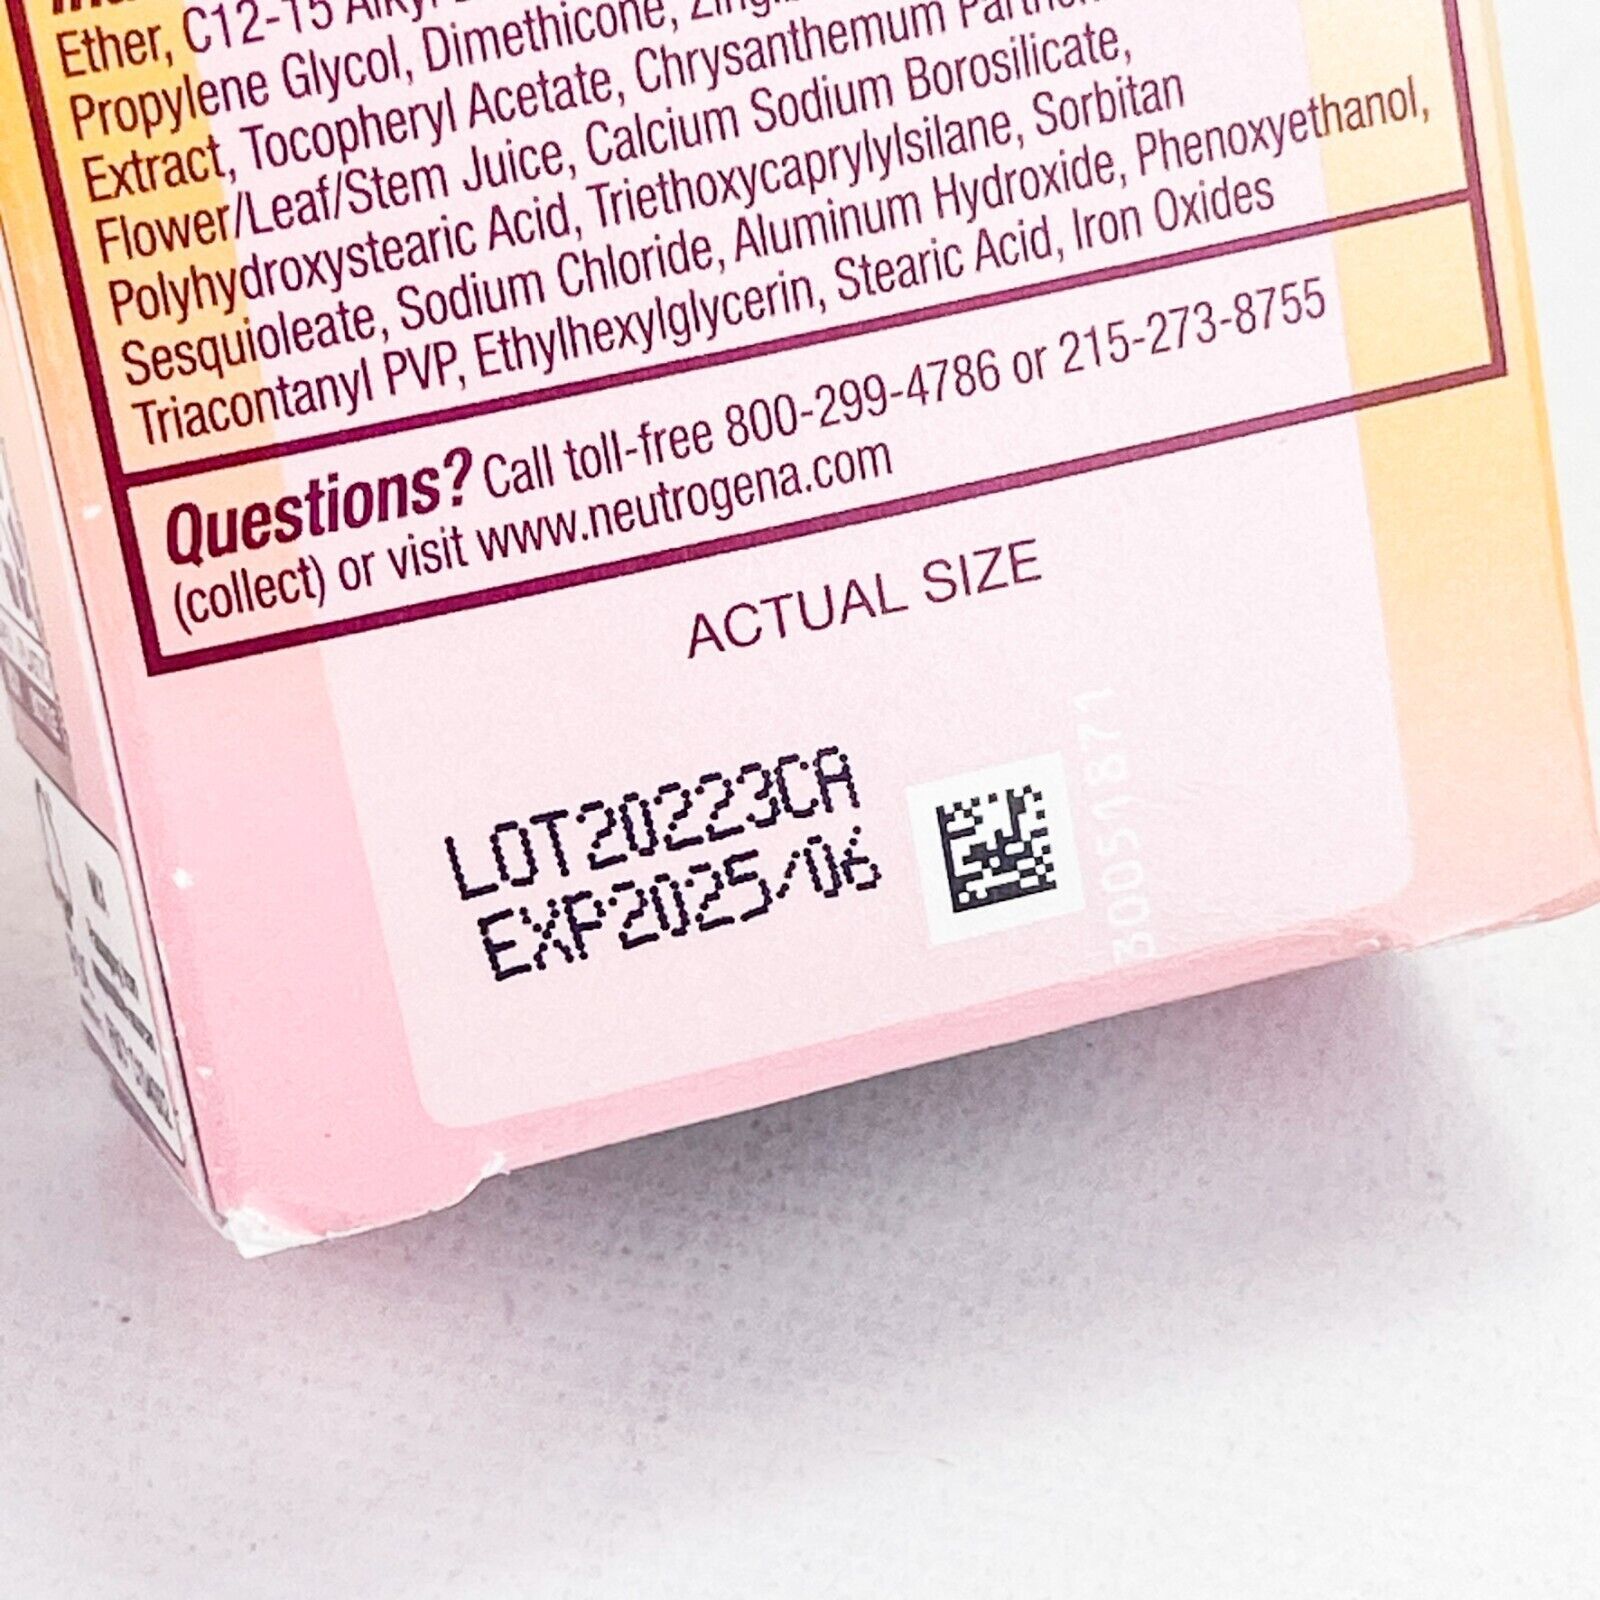 Ether, C12-15
Propylene Glycol, Dimethicone,
Extract, Tocopheryl Acetate, Chrysanthemum
Flower/Leaf/Stem Juice, Calcium Sodium Borosilicate,
Polyhydroxystearic Acid, Triethoxycaprylylsilane, Sorbitan
Sesquioleate, Sodium Chloride, Aluminum Hydroxide, Phenoxyethanol,
Triacontanyl PVP, Ethylhexylglycerin, Stearic Acid, Iron Oxides
Questions? Call toll-free 800-299-4786 or 215-273-8755
(collect) or visit www.neutrogena.com
ACTUAL SIZE
LOT20223CA
EXP2025/06
30051871